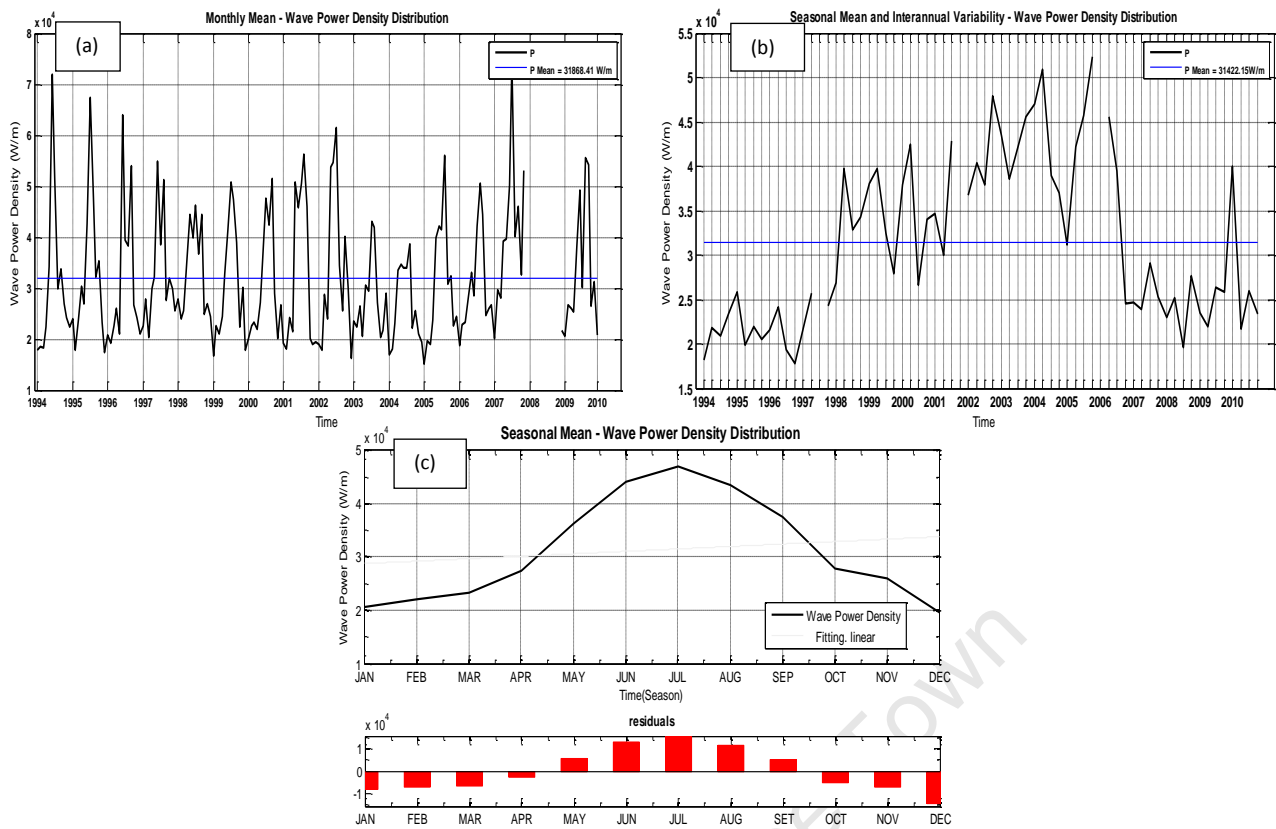 Monthly Mean - Wave Power Density Distribution
x 10^4
(a)
P
P Mean = 31868.41 W/m
Wave Power Density (W/m)
8
7
6
5
4
3
2
1
1994 1995 1996 1997 1998 1999 2000 2001 2002 2003 2004 2005 2006 2007 2008 2009 2010
Time
Seasonal Mean and Interannual Variability - Wave Power Density Distribution
x 10^4
(b)
P
P Mean = 31422.15W/m
Wave Power Density (W/m)
5.5
5
4.5
4
3.5
3
2.5
2
1.5
1994 1995 1996 1997 1998 1999 2000 2001 2002 2003 2004 2005 2006 2007 2008 2009 2010
Time
Seasonal Mean - Wave Power Density Distribution
x 10^4
(c)
Wave Power Density (W/m)
5
4
3
2
1
Wave Power Density
Fitting. linear
JAN FEB MAR APR MAY JUN JUL AUG SEP OCT NOV DEC
Time(Season)
residuals
x 10^4
1
0
-1
JAN FEB MAR APR MAY JUN JUL AUG SET OCT NOV DEC
Town